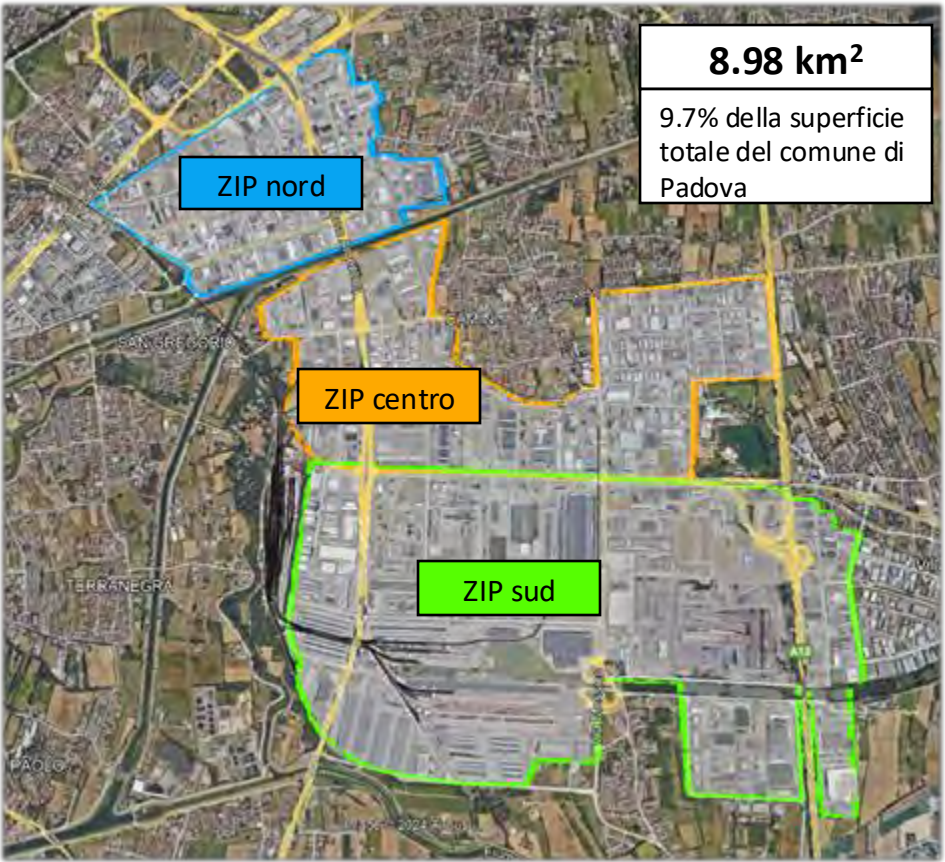 8.98 km²
9.7% della superficie
totale del comune di
Padova
ZIP nord
SAN GREGORIO
ZIP centro
ZIP sud
TERRANEGRA
A13
PAOLO